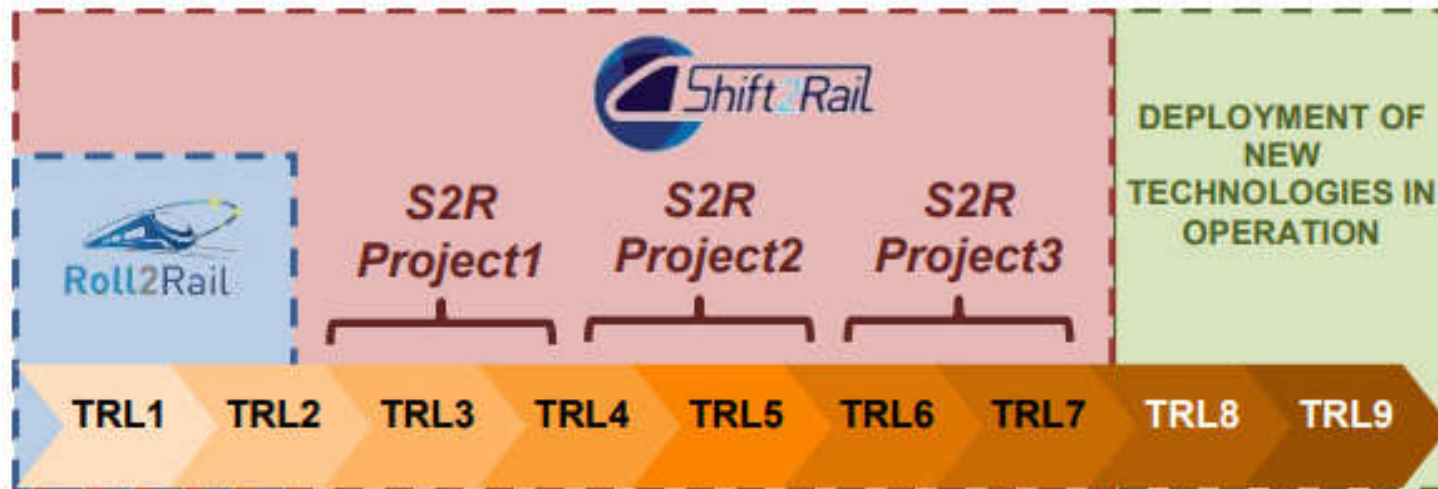 Shift2Rail
DEPLOYMENT OF
NEW
TECHNOLOGIES IN
OPERATION
Roll2Rail
S2R
Project1
S2R
Project2
S2R
Project3
TRL1
TRL2
TRL3
TRL4
TRL5
TRL6
TRL7
TRL8
TRL9